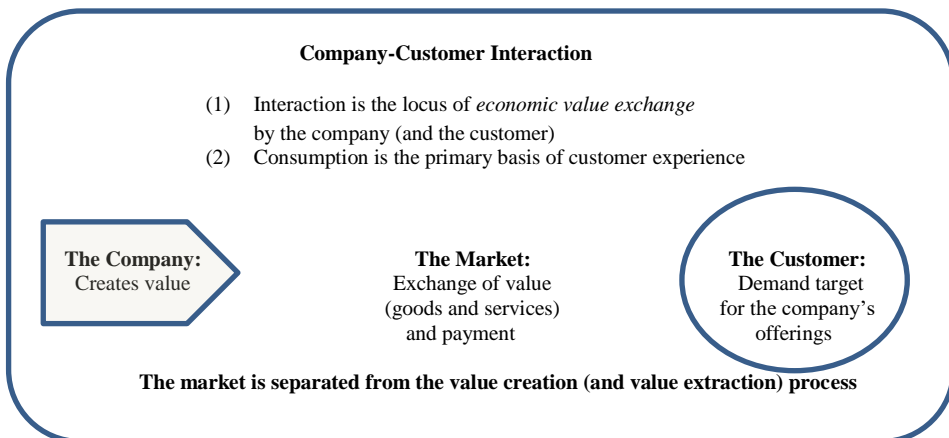 Company-Customer Interaction
(1) Interaction is the locus of economic value exchange
by the company (and the customer)
(2) Consumption is the primary basis of customer experience
The Company:
Creates value
The Market:
Exchange of value
(goods and services)
and payment
The Customer:
Demand target
for the company's
offerings
The market is separated from the value creation (and value extraction) process